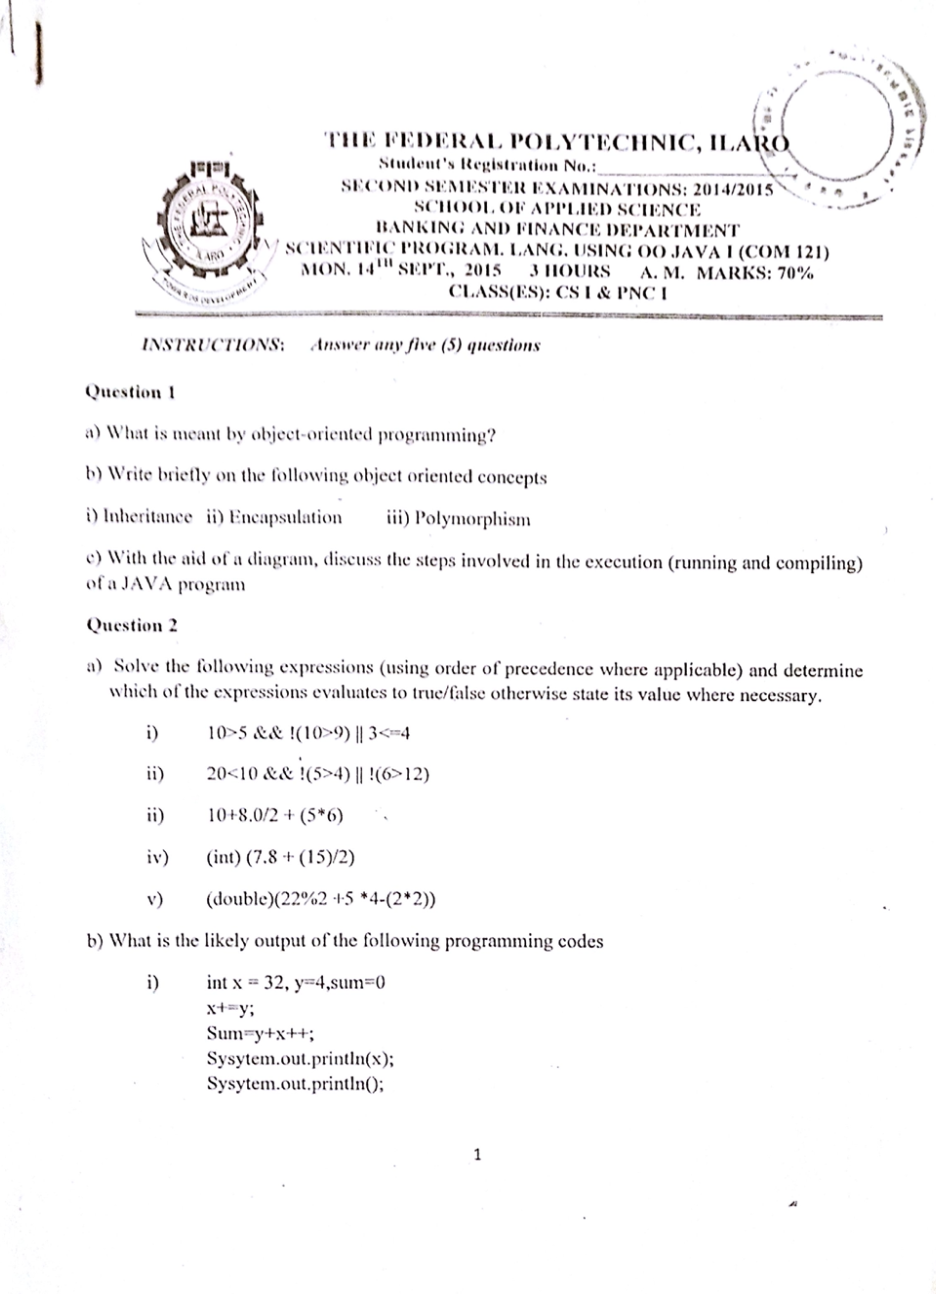 THE FEDERAL POLYTECHNIC, ILARO
Student's Registration No.:
SECOND SEMESTER EXAMINATIONS: 2014/2015
SCHOOL OF APPLIED SCIENCE
BANKING AND FINANCE DEPARTMENT
SCIENTIFIC PROGRAM. LANG. USING OO JAVA I (COM 121)
MON. 14TH SEPT., 2015 3 HOURS A. M. MARKS: 70%
CLASS(ES): CS I & PNC I
INSTRUCTIONS: Answer any five (5) questions
Question 1
a) What is meant by object-oriented programming?
b) Write briefly on the following object oriented concepts
i) Inheritance ii) Encapsulation iii) Polymorphism
c) With the aid of a diagram, discuss the steps involved in the execution (running and compiling)
of a JAVA program
Question 2
a) Solve the following expressions (using order of precedence where applicable) and determine
which of the expressions evaluates to true/false otherwise state its value where necessary.
i) 10>5 && !(10>9) || 3<=4
ii) 20<10 && !(5>4) || !(6>12)
ii) 10+8.0/2 + (5*6)
iv) (int) (7.8 + (15)/2)
v) (double)(22%2 +5 *4-(2*2))
b) What is the likely output of the following programming codes
i) int x = 32, y=4,sum=0
x+=y;
Sum=y+x++;
Sysytem.out.println(x);
Sysytem.out.println();
1